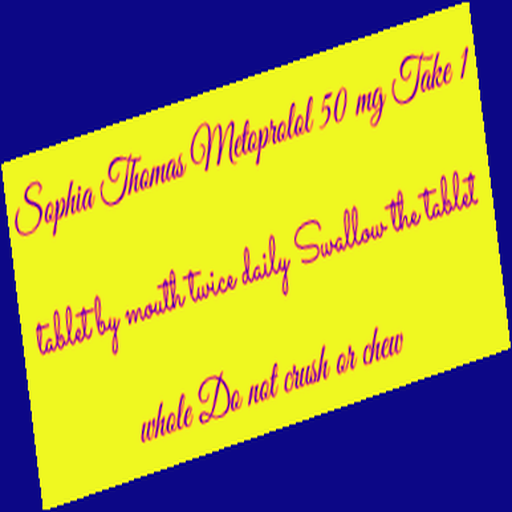 Sophia Thomas Metoprolol 50 mg Take 1
tablet by mouth twice daily Swallow the tablet
whole Do not crush or chew